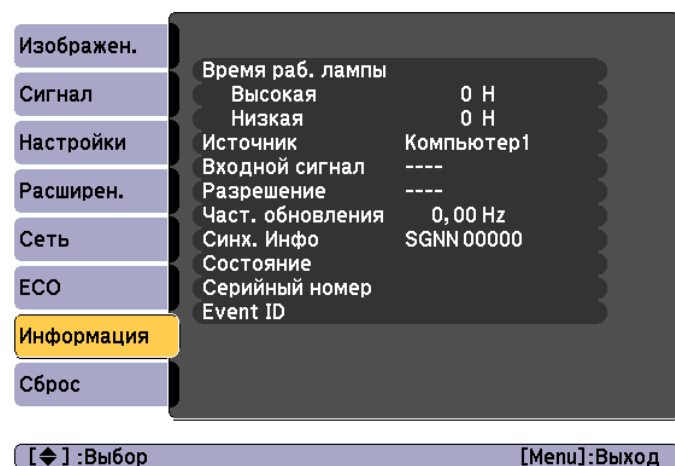 Изображен.
Сигнал
Настройки
Расширен.
Сеть
ECO
Информация
Сброс
Время раб. лампы
Высокая 0 H
Низкая 0 H
Источник Компьютер1
Входной сигнал ----
Разрешение ----
Част. обновления 0,00 Hz
Синх. Инфо SGNN 00000
Состояние
Серийный номер
Event ID
[◆] :Выбор [Menu]:Выход